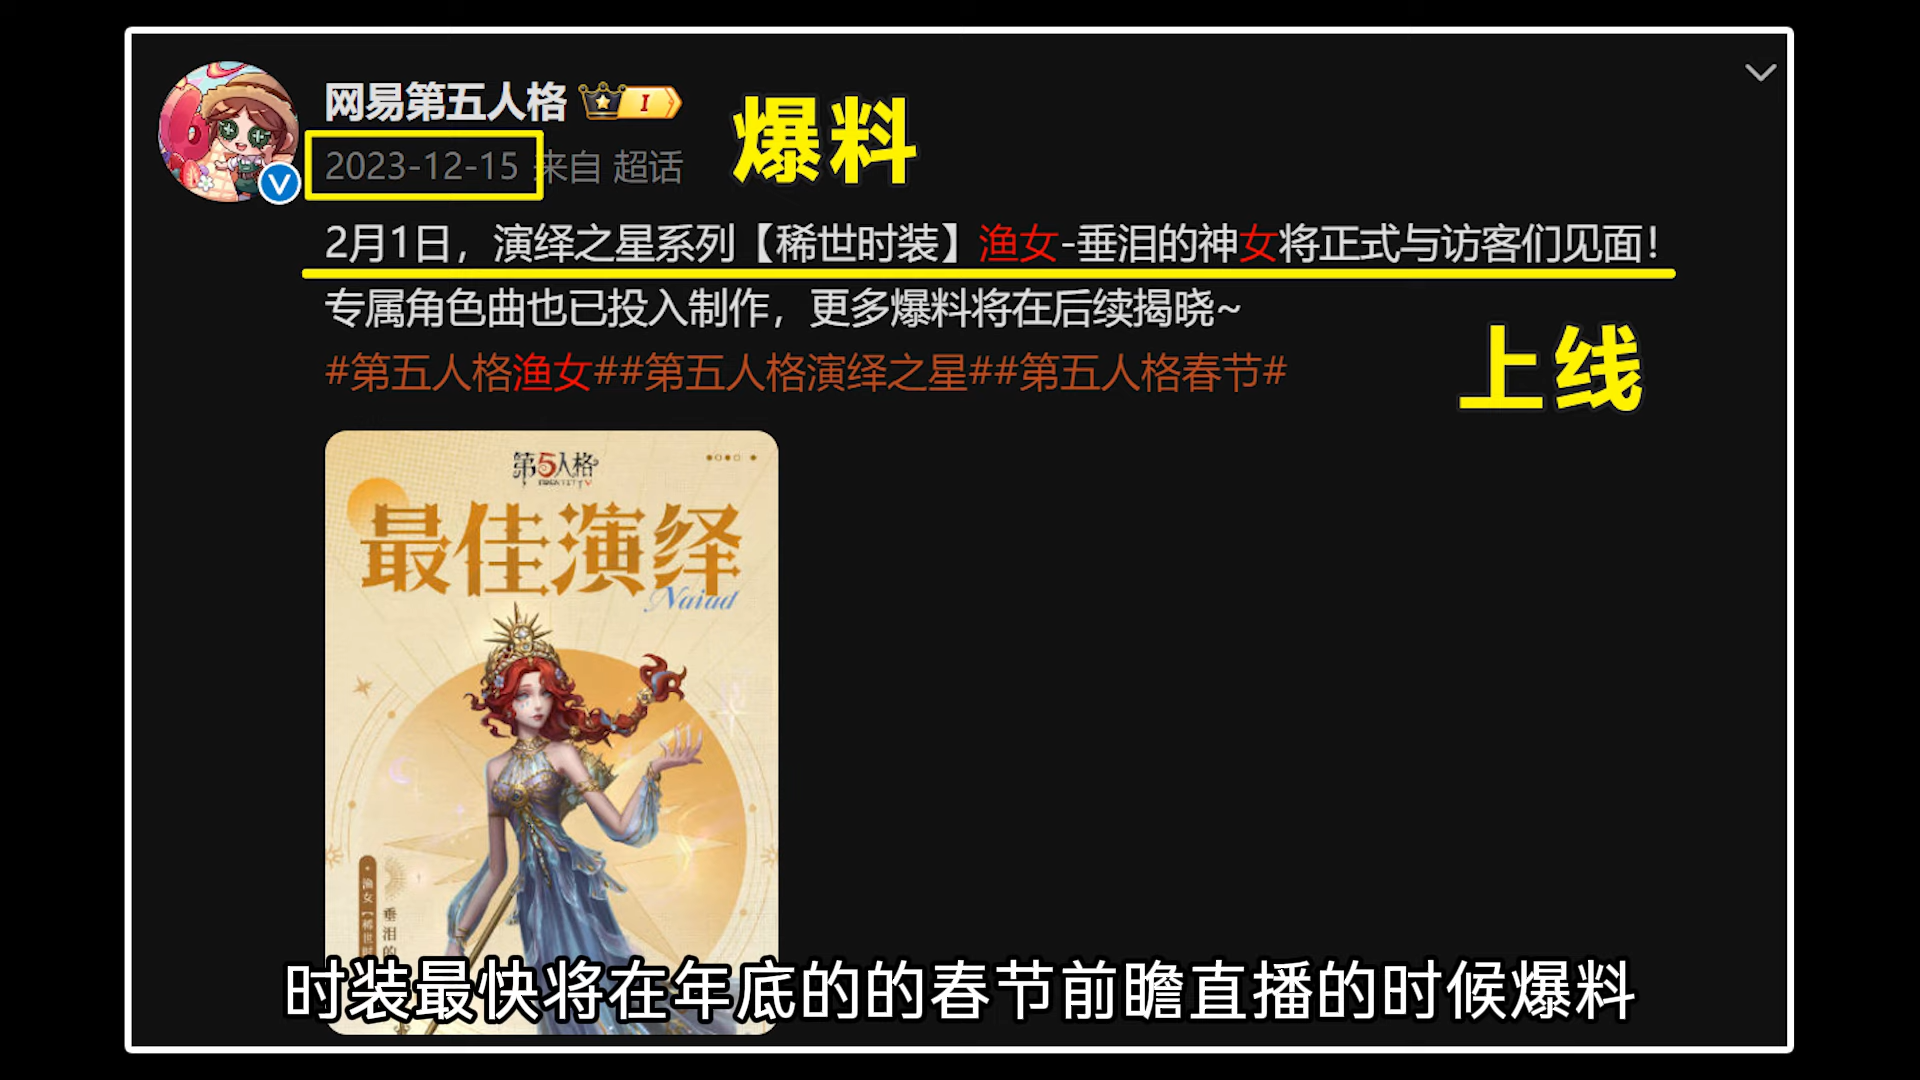 网易第五人格
I
爆料
2023-12-15 来自 超话
2月1日，演绎之星系列【稀世时装】渔女-垂泪的神女将正式与访客们见面！
专属角色曲也已投入制作，更多爆料将在后续揭晓~
#第五人格渔女##第五人格演绎之星##第五人格春节#
上线
第5人格
IDENTITY V
最佳演绎
Naiad
渔女【稀世时
垂泪的
时装最快将在年底的的春节前瞻直播的时候爆料